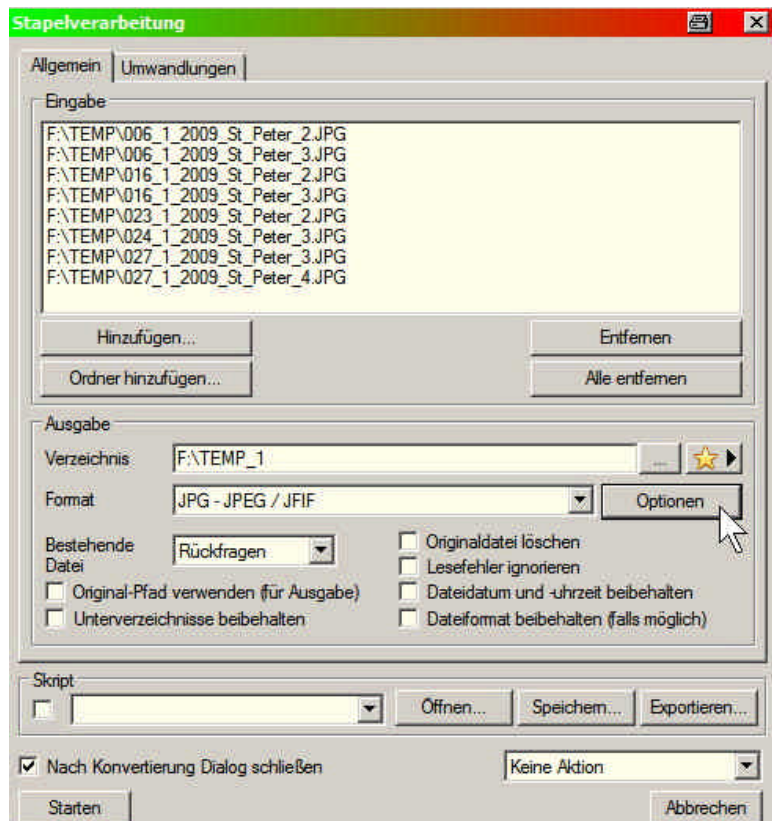 Stapelverarbeitung
Allgemein
Umwandlungen
Eingabe
F:\TEMP\006_1_2009_St_Peter_2.JPG
F:\TEMP\006_1_2009_St_Peter_3.JPG
F:\TEMP\016_1_2009_St_Peter_2.JPG
F:\TEMP\016_1_2009_St_Peter_3.JPG
F:\TEMP\023_1_2009_St_Peter_2.JPG
F:\TEMP\024_1_2009_St_Peter_3.JPG
F:\TEMP\027_1_2009_St_Peter_3.JPG
F:\TEMP\027_1_2009_St_Peter_4.JPG
Hinzufügen...
Entfernen
Ordner hinzufügen...
Alle entfernen
Ausgabe
Verzeichnis
F:\TEMP_1
...
Format
JPG - JPEG / JFIF
Optionen
Bestehende
Datei
Rückfragen
Originaldatei löschen
Lesefehler ignorieren
Original-Pfad verwenden (für Ausgabe)
Dateidatum und -uhrzeit beibehalten
Unterverzeichnisse beibehalten
Dateiformat beibehalten (falls möglich)
Skript
Öffnen...
Speichern...
Exportieren...
Nach Konvertierung Dialog schließen
Keine Aktion
Starten
Abbrechen